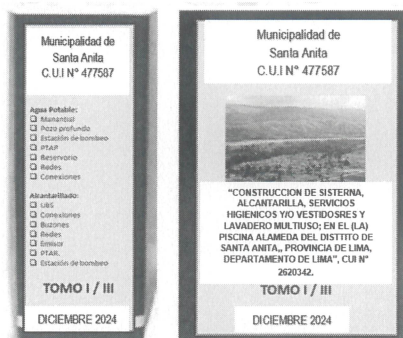 Municipalidad de
Santa Anita
C.U.I N° 477587
Agua Potable:
❑ Manantial
❑ Pozo profundo
❑ Estación de bombeo
❑ PTAP
❑ Reservorio
❑ Redes
❑ Conexiones
Alcantarillado:
❑ UBS
❑ Conexiones
❑ Buzones
❑ Redes
❑ Emisor
❑ PTAR.
❑ Estación de bombeo
TOMO I / III
DICIEMBRE 2024
Municipalidad de
Santa Anita
C.U.I N° 477587
"CONSTRUCCION DE SISTERNA,
ALCANTARILLA, SERVICIOS
HIGIENICOS Y/O VESTIDOSRES Y
LAVADERO MULTIUSO; EN EL (LA)
PISCINA ALAMEDA DEL DISTTITO DE
SANTA ANITA,, PROVINCIA DE LIMA,
DEPARTAMENTO DE LIMA", CUI N°
2620342.
TOMO I / III
DICIEMBRE 2024